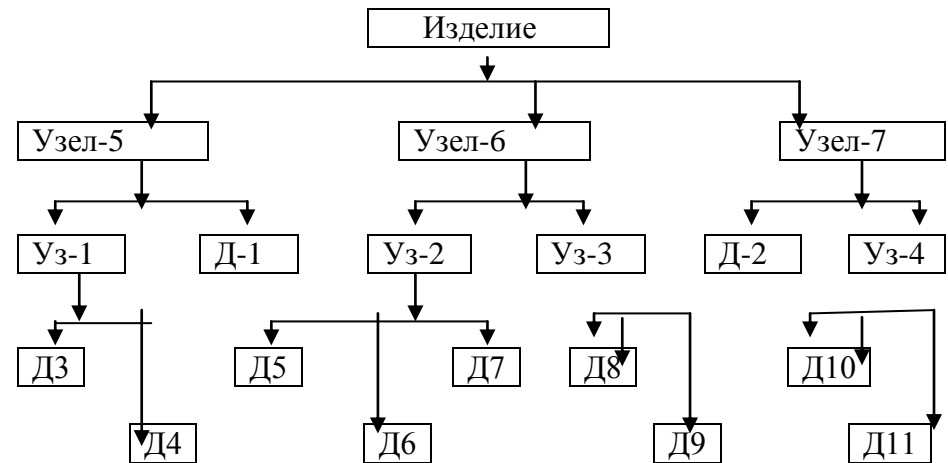 Изделие
Узел-5 Узел-6 Узел-7
Уз-1 Д-1 Уз-2 Уз-3 Д-2 Уз-4
Д3 Д5 Д7 Д8 Д10
Д4 Д6 Д9 Д11